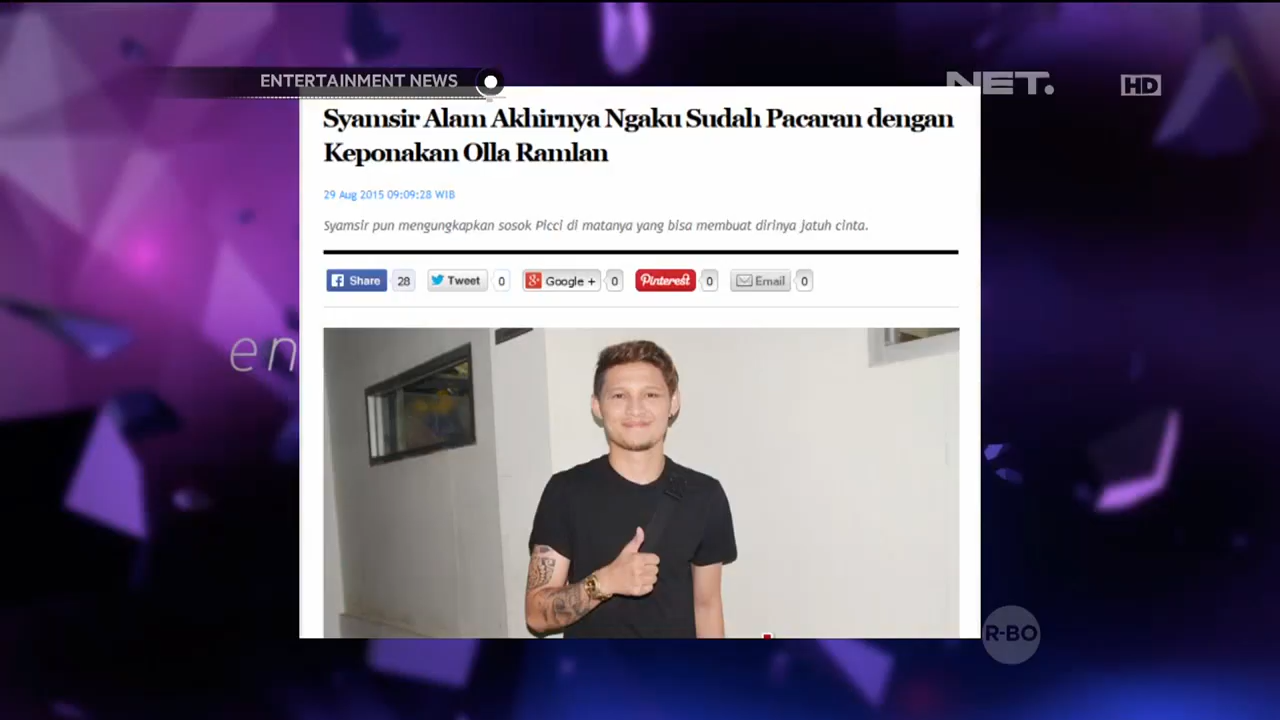 ENTERTAINMENT NEWS
NET.
HD
Syamsir Alam Akhirnya Ngaku Sudah Pacaran dengan
Keponakan Olla Ramlan
29 Aug 2015 09:09:28 WIB
Syamsir pun mengungkapkan sosok Picci di matanya yang bisa membuat dirinya jatuh cinta.
Share 28 Tweet 0 Google + 0 Pinterest 0 Email 0
en
R-BO